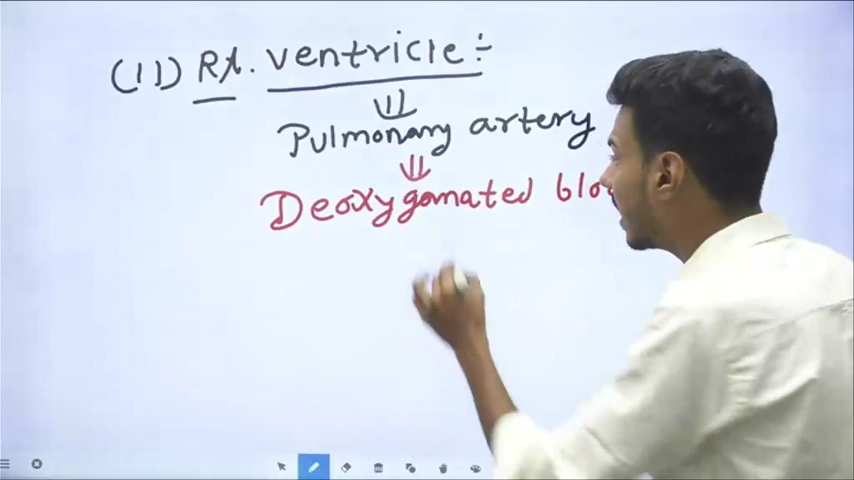 (11) Rt. ventricle ÷
Pulmonary artery
Deoxygenated